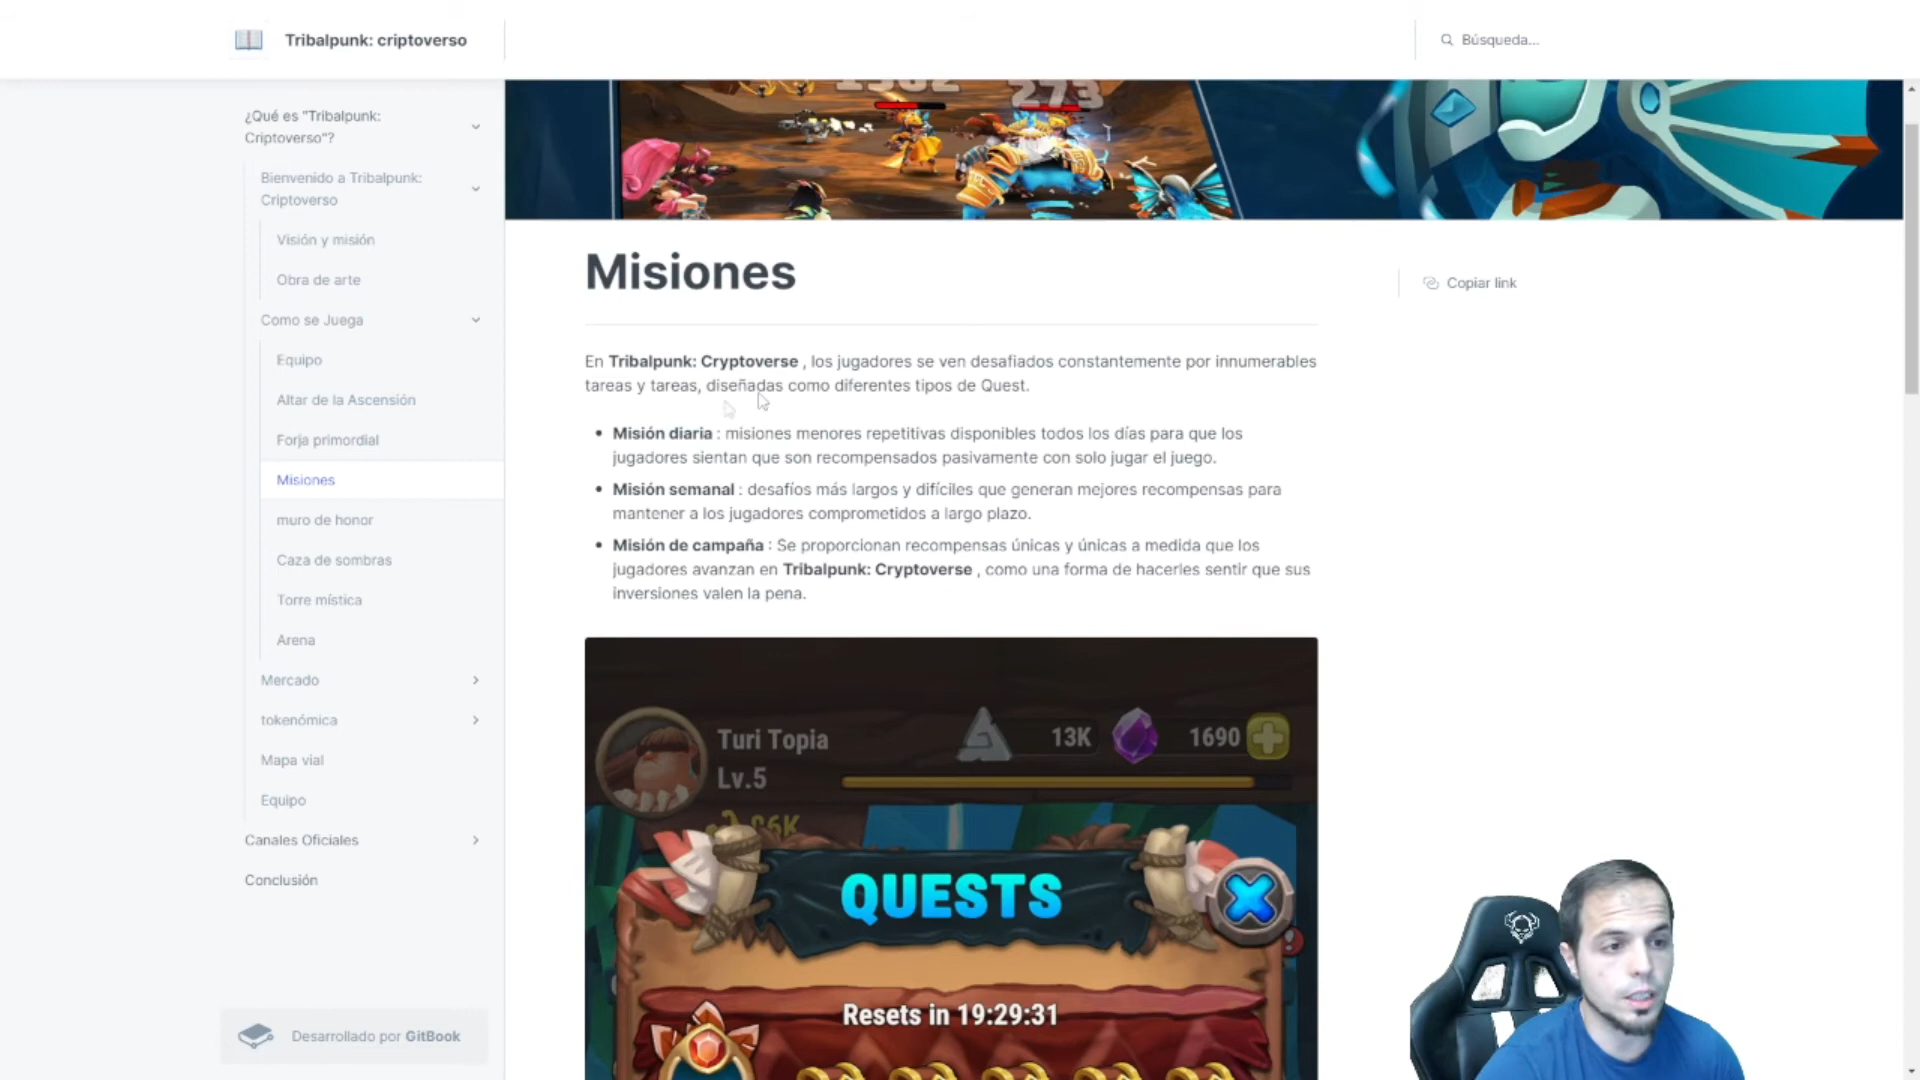 Tribalpunk: criptoverso
Búsqueda...
¿Qué es "Tribalpunk:
Criptoverso"?
Bienvenido a Tribalpunk:
Criptoverso
Visión y misión
Obra de arte
Como se Juega
Equipo
Altar de la Ascensión
Forja primordial
Misiones
muro de honor
Caza de sombras
Torre mística
Arena
Mercado
tokenómica
Mapa vial
Equipo
Canales Oficiales
Conclusión
Desarrollado por GitBook
1362
273
Misiones
Copiar link
En Tribalpunk: Cryptoverse , los jugadores se ven desafiados constantemente por innumerables
tareas y tareas, diseñadas como diferentes tipos de Quest.
• Misión diaria : misiones menores repetitivas disponibles todos los días para que los
jugadores sientan que son recompensados pasivamente con solo jugar el juego.
• Misión semanal : desafíos más largos y difíciles que generan mejores recompensas para
mantener a los jugadores comprometidos a largo plazo.
• Misión de campaña : Se proporcionan recompensas únicas y únicas a medida que los
jugadores avanzan en Tribalpunk: Cryptoverse , como una forma de hacerles sentir que sus
inversiones valen la pena.
Turi Topia
13K
1690
Lv.5
QUESTS
Resets in 19:29:31